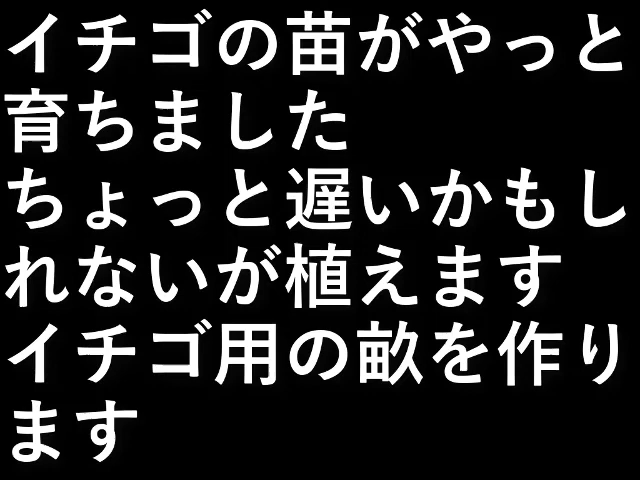 イチゴの苗がやっと
育ちました
ちょっと遅いかもし
れないが植えます
イチゴ用の畝を作り
ます